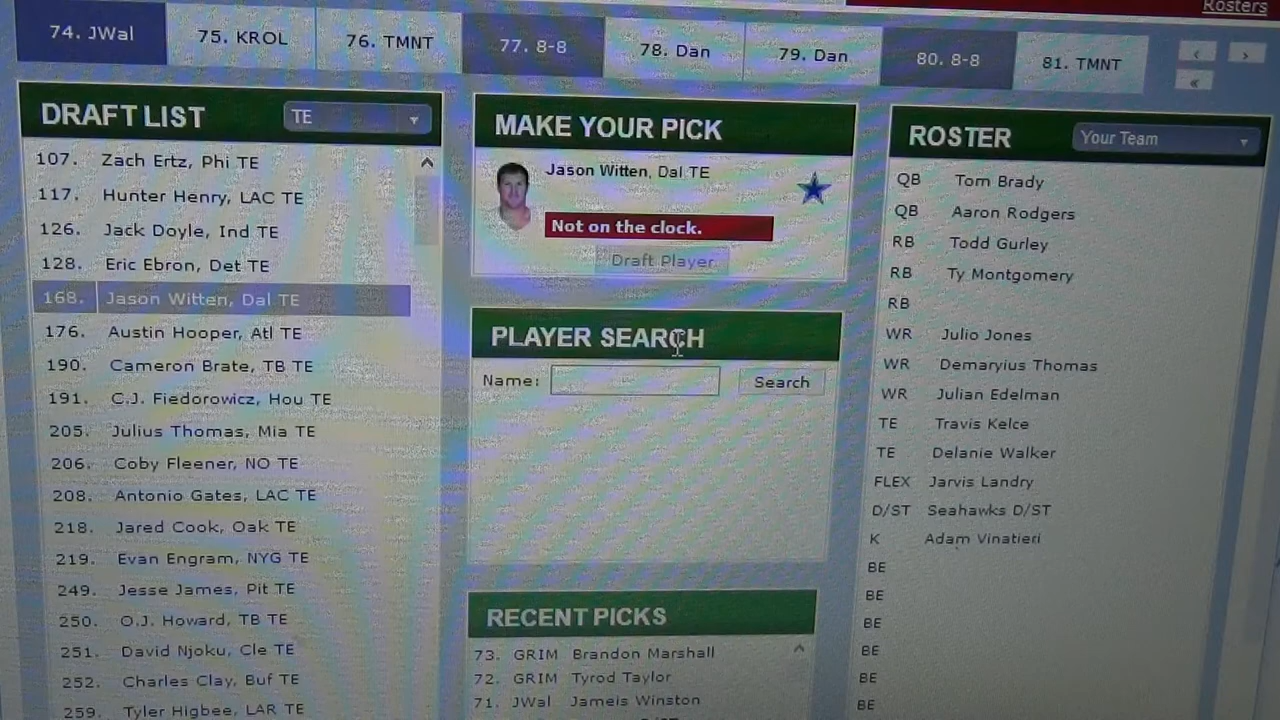 Rosters
74. JWal
75. KROL
76. TMNT
77. 8-8
78. Dan
79. Dan
80. 8-8
81. TMNT
DRAFT LIST
TE
107. Zach Ertz, Phi TE
117. Hunter Henry, LAC TE
126. Jack Doyle, Ind TE
128. Eric Ebron, Det TE
168. Jason Witten, Dal TE
176. Austin Hooper, Atl TE
190. Cameron Brate, TB TE
191. C.J. Fiedorowicz, Hou TE
205. Julius Thomas, Mia TE
206. Coby Fleener, NO TE
208. Antonio Gates, LAC TE
218. Jared Cook, Oak TE
219. Evan Engram, NYG TE
249. Jesse James, Pit TE
250. O.J. Howard, TB TE
251. David Njoku, Cle TE
252. Charles Clay, Buf TE
259. Tyler Higbee, LAR TE
MAKE YOUR PICK
Jason Witten, Dal TE
Not on the clock.
Draft Player
PLAYER SEARCH
Name:
Search
RECENT PICKS
73. GRIM Brandon Marshall
72. GRIM Tyrod Taylor
71. JWal Jameis Winston
ROSTER
Your Team
QB Tom Brady
QB Aaron Rodgers
RB Todd Gurley
RB Ty Montgomery
RB
WR Julio Jones
WR Demaryius Thomas
WR Julian Edelman
TE Travis Kelce
TE Delanie Walker
FLEX Jarvis Landry
D/ST Seahawks D/ST
K Adam Vinatieri
BE
BE
BE
BE
BE
BE